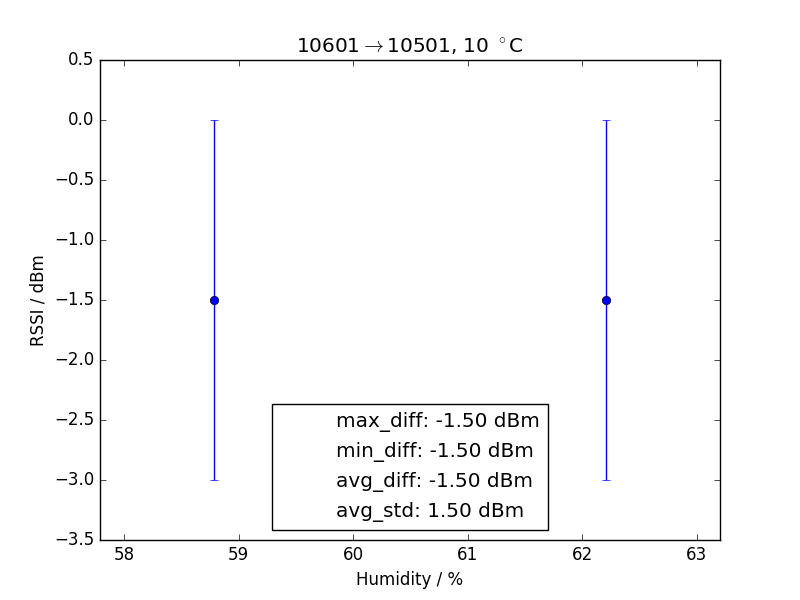 10601→10501, 10 °C
0.5
0.0
−0.5
−1.0
−1.5
−2.0
−2.5
−3.0
−3.5
RSSI / dBm
max_diff: -1.50 dBm
min_diff: -1.50 dBm
avg_diff: -1.50 dBm
avg_std: 1.50 dBm
58 59 60 61 62 63
Humidity / %